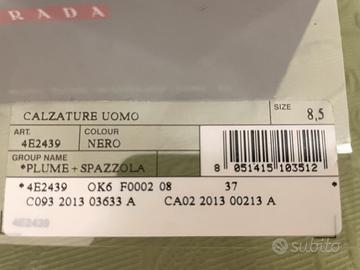 RADA
CALZATURE UOMO
SIZE
8,5
ART.
COLOUR
4E2439
NERO
GROUP NAME
*PLUME+SPAZZOLA
8 051415 103512
*4E2439 OK6 F0002 08 37
C093 2013 03633 A CA02 2013 00213 A
4E2439
subito